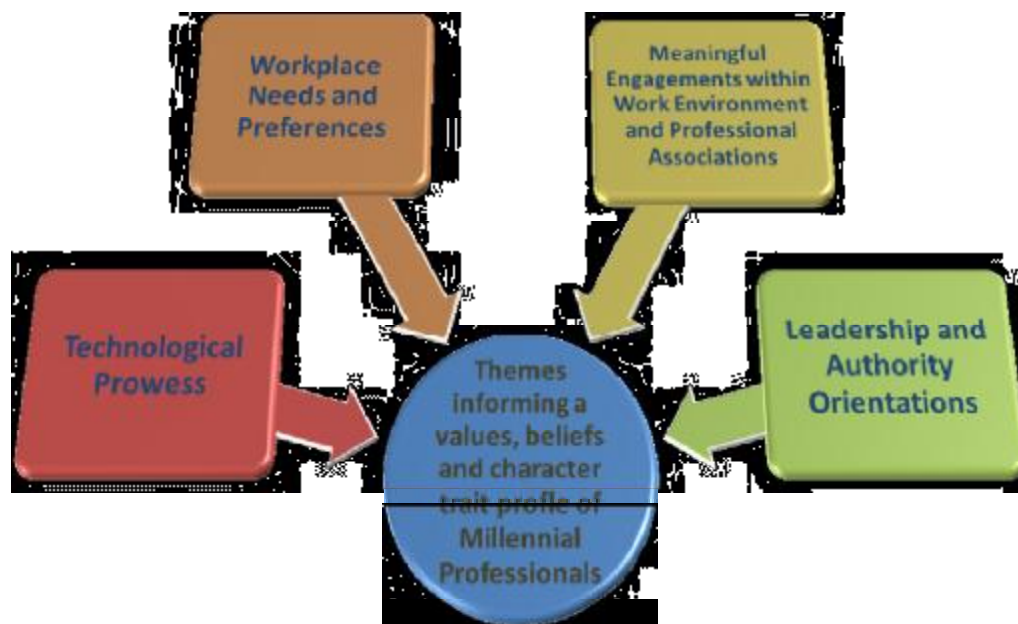 Workplace
Needs and
Preferences
Meaningful
Engagements within
Work Environment
and Professional
Associations
Technological
Prowess
Leadership and
Authority
Orientations
Themes
informing a
values, beliefs
and character
trait profle of
Millennial
Professionals